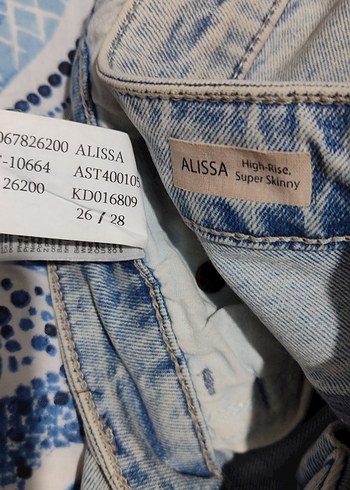 067826200 ALISSA
-10664 AST400105
26200 KD016809
26 / 28
ALISSA High-Rise,
Super Skinny